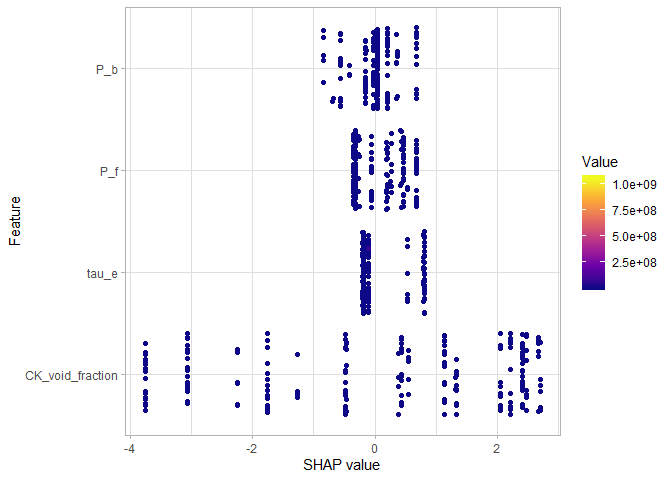 P_b
P_f
tau_e
CK_void_fraction
Feature
-4
-2
0
2
SHAP value
Value
1.0e+09
7.5e+08
5.0e+08
2.5e+08